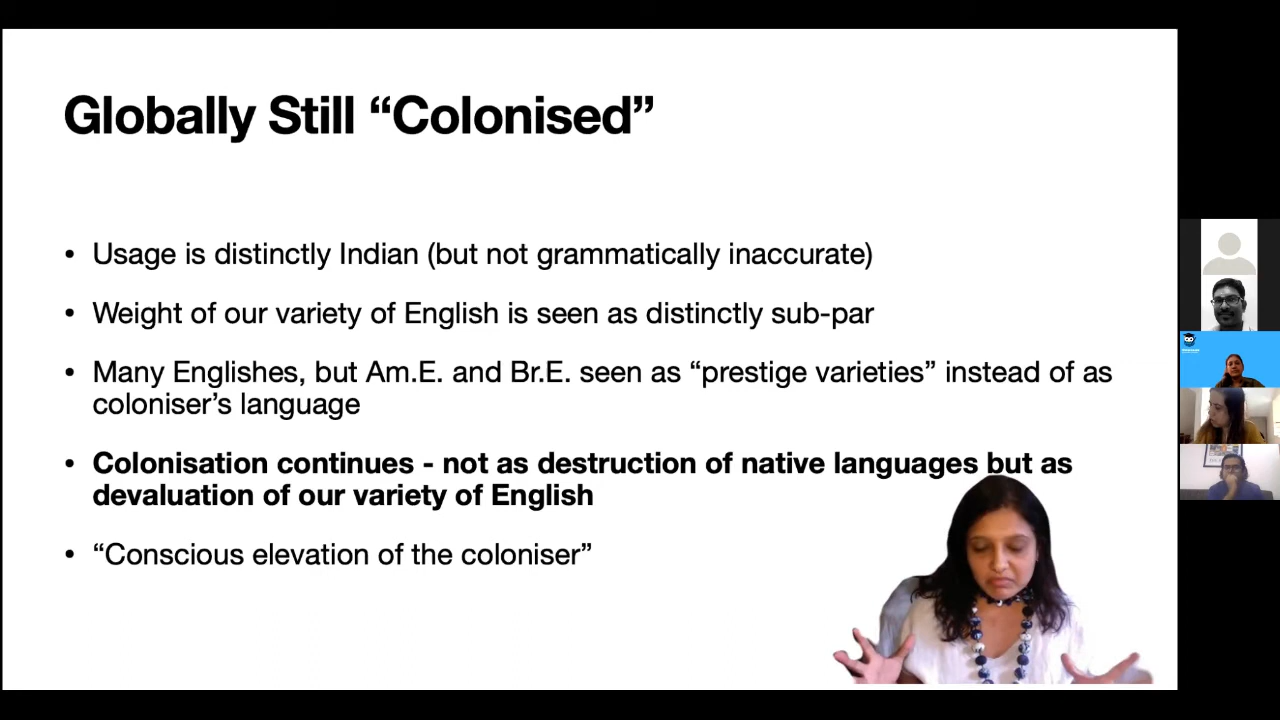 Globally Still “Colonised”
• Usage is distinctly Indian (but not grammatically inaccurate)
• Weight of our variety of English is seen as distinctly sub-par
• Many Englishes, but Am.E. and Br.E. seen as “prestige varieties” instead of as
coloniser’s language
• Colonisation continues - not as destruction of native languages but as
devaluation of our variety of English
• “Conscious elevation of the coloniser”